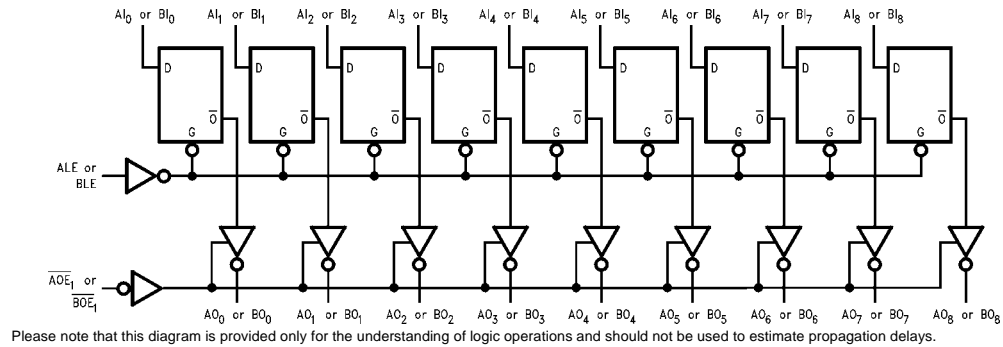 AI₀ or BI₀ AI₁ or BI₁ AI₂ or BI₂ AI₃ or BI₃ AI₄ or BI₄ AI₅ or BI₅ AI₆ or BI₆ AI₇ or BI₇ AI₈ or BI₈
D D D D D D D D D
O̅ O̅ O̅ O̅ O̅ O̅ O̅ O̅ O̅
G G G G G G G G G
ALE or
BLE
A̅O̅E̅₁ or
B̅O̅E̅₁
AO₀ or BO₀ AO₁ or BO₁ AO₂ or BO₂ AO₃ or BO₃ AO₄ or BO₄ AO₅ or BO₅ AO₆ or BO₆ AO₇ or BO₇ AO₈ or BO₈
Please note that this diagram is provided only for the understanding of logic operations and should not be used to estimate propagation delays.